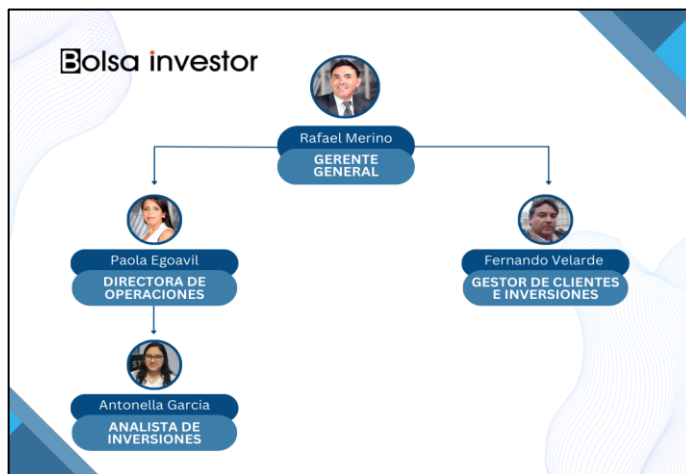 Bolsa investor
Rafael Merino
GERENTE
GENERAL
Paola Egoavil
DIRECTORA DE
OPERACIONES
Fernando Velarde
GESTOR DE CLIENTES
E INVERSIONES
Antonella Garcia
ANALISTA DE
INVERSIONES